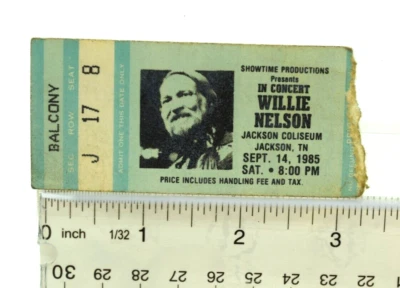 BALCONY
SEC ROW SEAT
J 17 8
ADMIT ONE THIS DATE ONLY
SHOWTIME PRODUCTIONS
Presents
IN CONCERT
WILLIE
NELSON
JACKSON COLISEUM
JACKSON, TN
SEPT. 14, 1985
SAT. • 8:00 PM
PRICE INCLUDES HANDLING FEE AND TAX.
0 inch 1/32 1 2 3
30 29 28 27 26 25 24 23 22